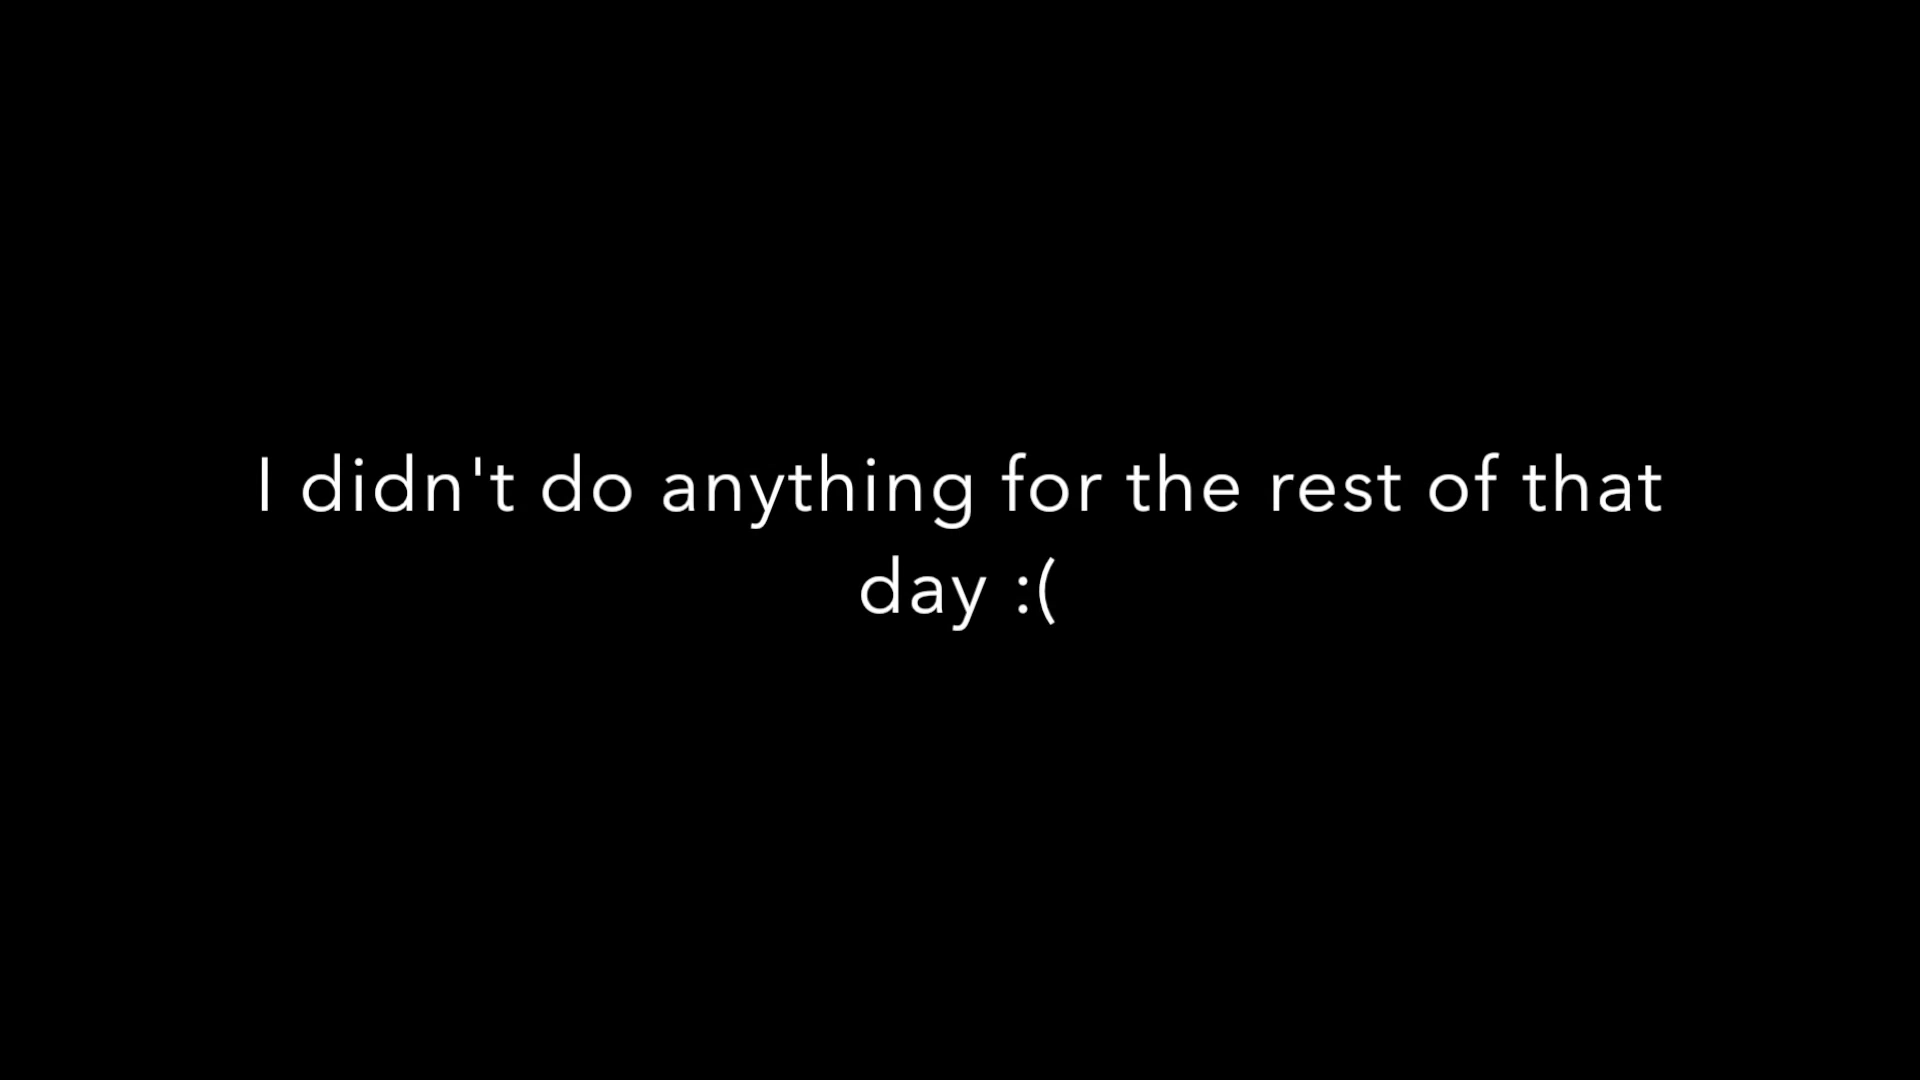 I didn't do anything for the rest of that
day :(